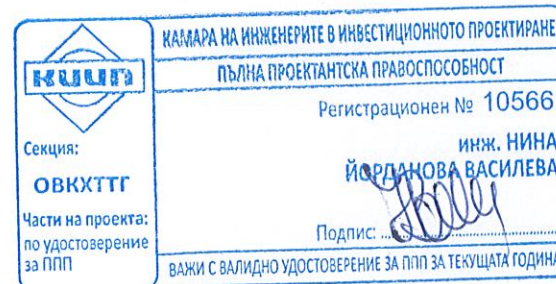 КАМАРА НА ИНЖЕНЕРИТЕ В ИНВЕСТИЦИОННОТО ПРОЕКТИРАНЕ
ПЪЛНА ПРОЕКТАНТСКА ПРАВОСПОСОБНОСТ
КИИП
Секция:
ОВКХТТГ
Части на проекта:
по удостоверение
за ППП
Регистрационен № 10566
инж. НИНА
ЙОРДАНОВА ВАСИЛЕВА
Подпис:
ВАЖИ С ВАЛИДНО УДОСТОВЕРЕНИЕ ЗА ППП ЗА ТЕКУЩАТА ГОДИНА